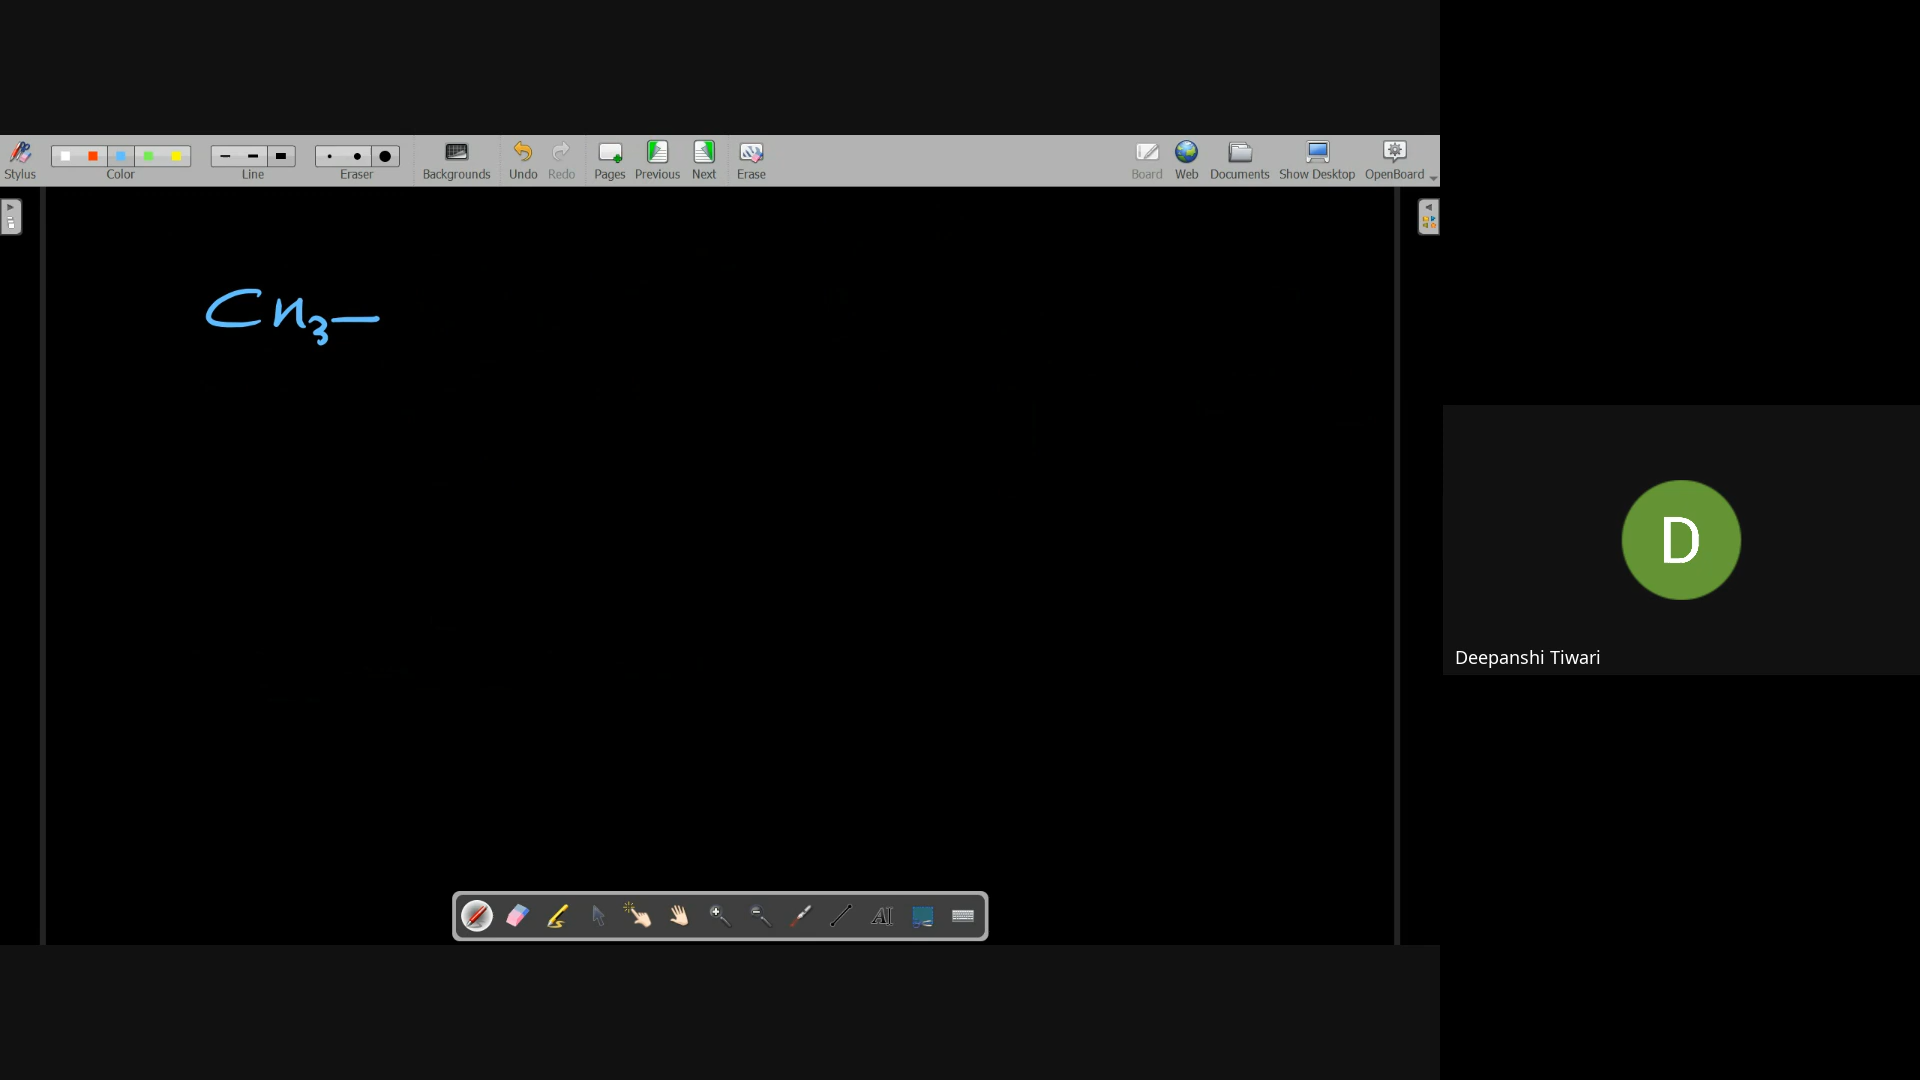 Stylus Color Line Eraser Backgrounds Undo Redo Pages Previous Next Erase Board Web Documents Show Desktop OpenBoard
CH3—
D
Deepanshi Tiwari
AI